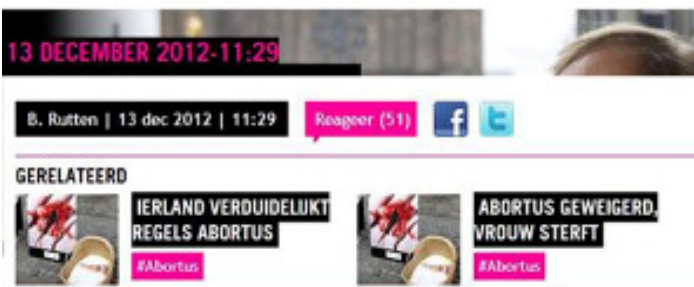 13 DECEMBER 2012-11:29
B. Rutten | 13 dec 2012 | 11:29 Reageer (51)
GERELATEERD
IERLAND VERDUIDELIJKT
REGELS ABORTUS
#Abortus
ABORTUS GEWEIGERD,
VROUW STERFT
#Abortus